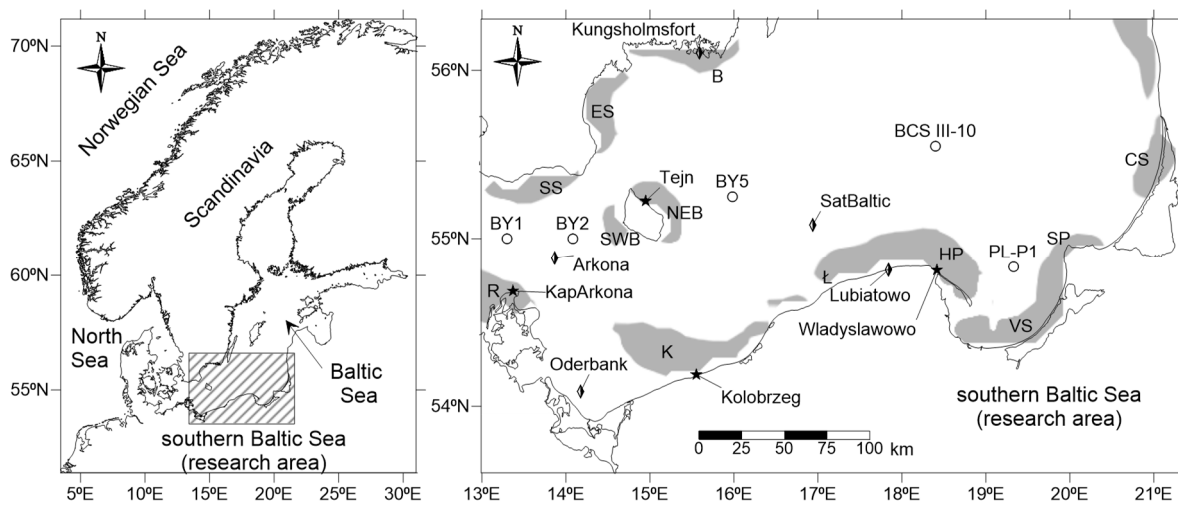 70ºN
65ºN
60ºN
55ºN
N
Norwegian Sea
Scandinavia
North
Sea
Baltic
Sea
southern Baltic Sea
(research area)
5ºE
10ºE
15ºE
20ºE
25ºE
30ºE
N
Kungsholmsfort
B
56ºN
ES
BCS III-10
CS
SS
Tejn
BY5
NEB
SatBaltic
BY1
BY2
SWB
55ºN
SP
Arkona
HP
PL-P1
Ł
R
KapArkona
Lubiatowo
Wladyslawowo
VS
K
Oderbank
Kolobrzeg
southern Baltic Sea
(research area)
54ºN
0 25 50 75 100 km
13ºE
14ºE
15ºE
16ºE
17ºE
18ºE
19ºE
20ºE
21ºE